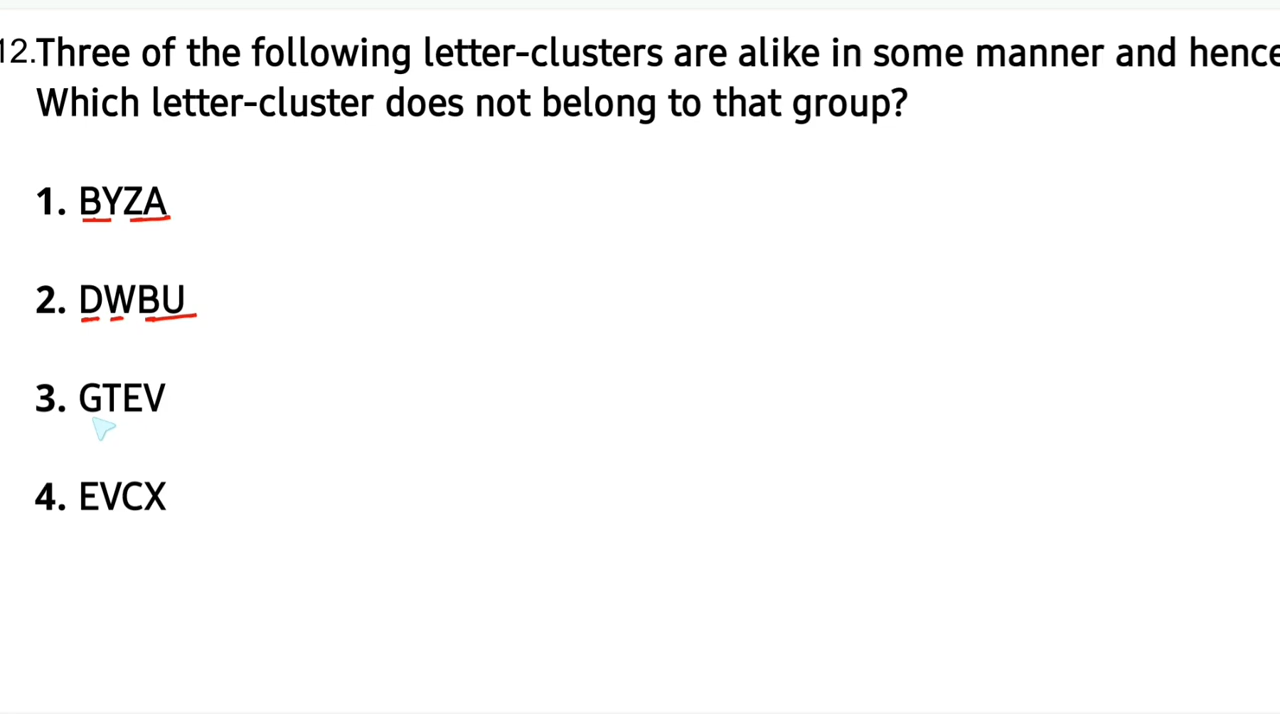 12.Three of the following letter-clusters are alike in some manner and hence
Which letter-cluster does not belong to that group?
1. BYZA
2. DWBU
3. GTEV
4. EVCX